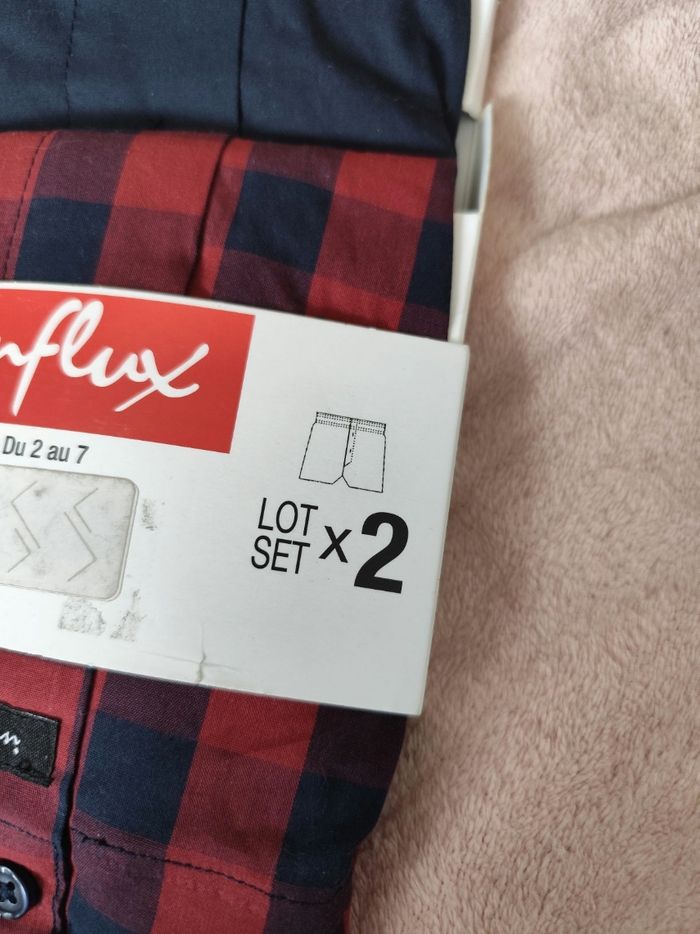 nflux
Du 2 au 7
LOT
SET x 2